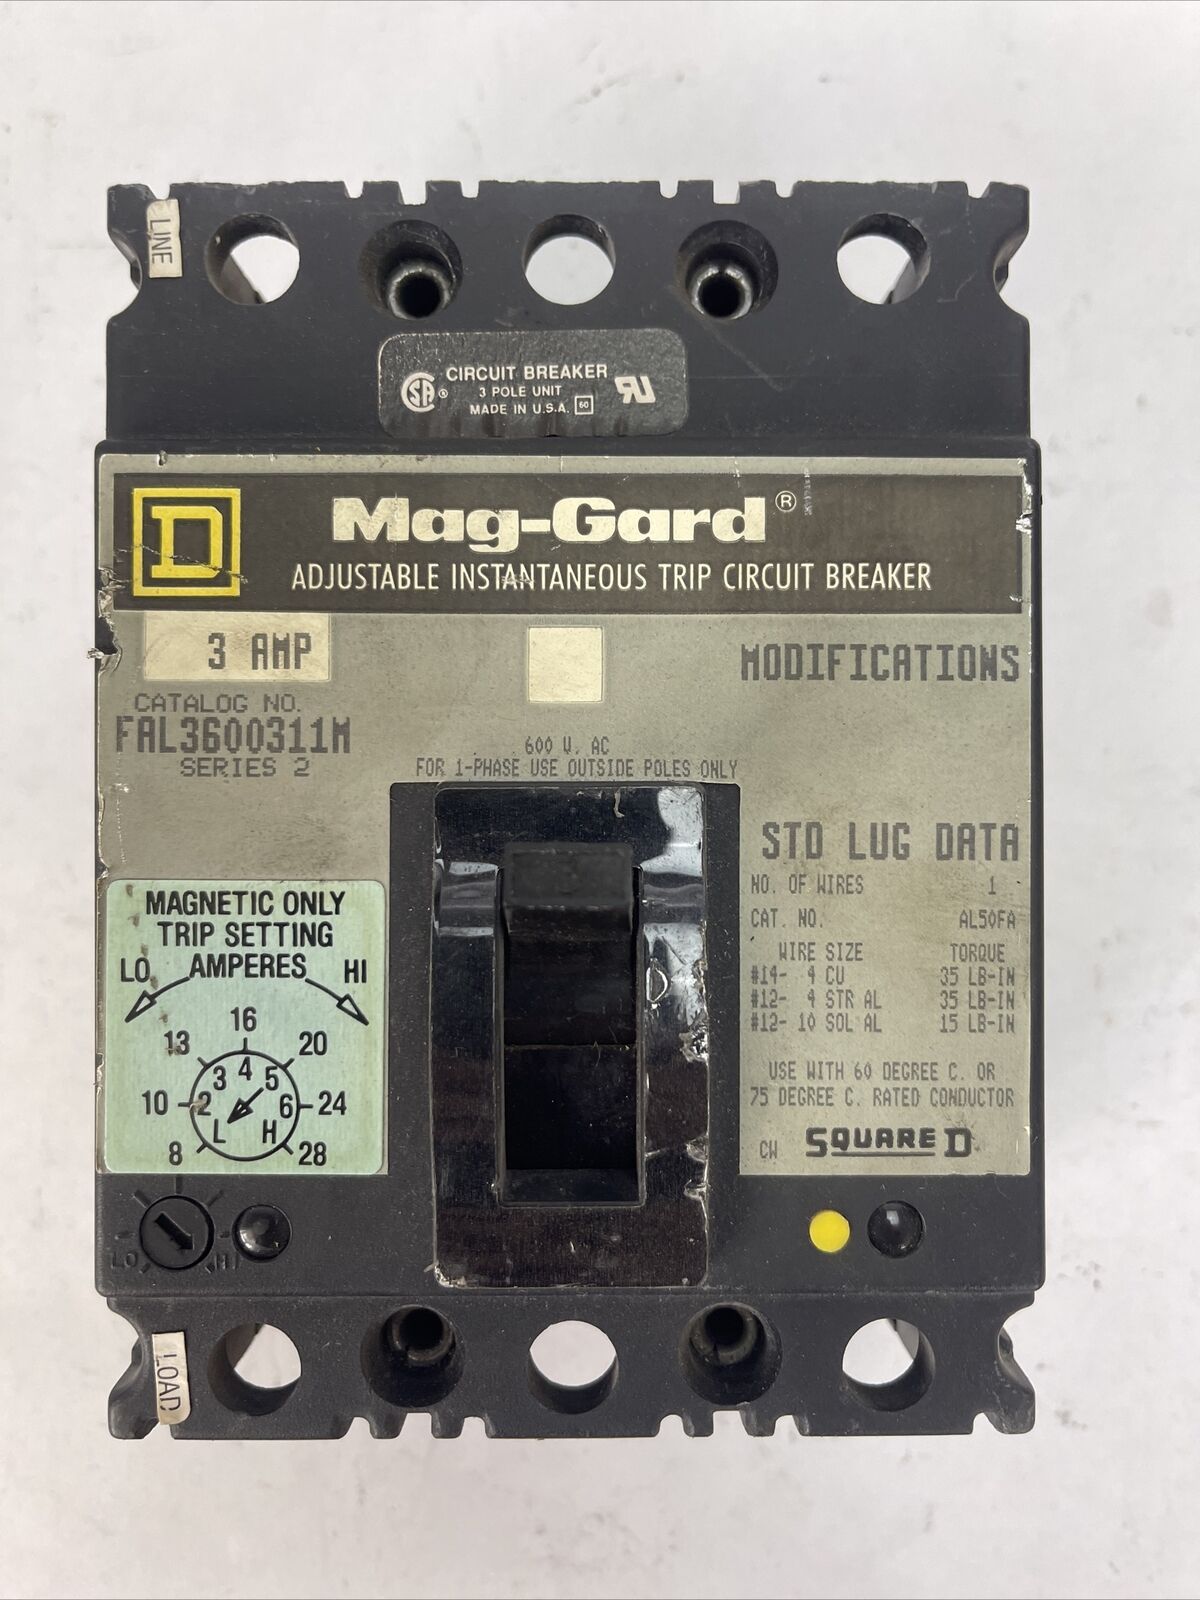 LINE
CIRCUIT BREAKER
3 POLE UNIT
MADE IN U.S.A. 60
SA ®
D
Mag-Gard®
ADJUSTABLE INSTANTANEOUS TRIP CIRCUIT BREAKER
3 AMP
MODIFICATIONS
CATALOG NO.
FAL3600311M
SERIES 2
600 V. AC
FOR 1-PHASE USE OUTSIDE POLES ONLY
STD LUG DATA
NO. OF WIRES 1
CAT. NO. AL50FA
WIRE SIZE TORQUE
#14- 4 CU 35 LB-IN
#12- 4 STR AL 35 LB-IN
#12- 10 SOL AL 15 LB-IN
USE WITH 60 DEGREE C. OR
75 DEGREE C. RATED CONDUCTOR
CW SQUARE D
MAGNETIC ONLY
TRIP SETTING
LO AMPERES HI
16
13 20
3 4 5
10 2 6 24
L H
8 28
LO HI
LOAD